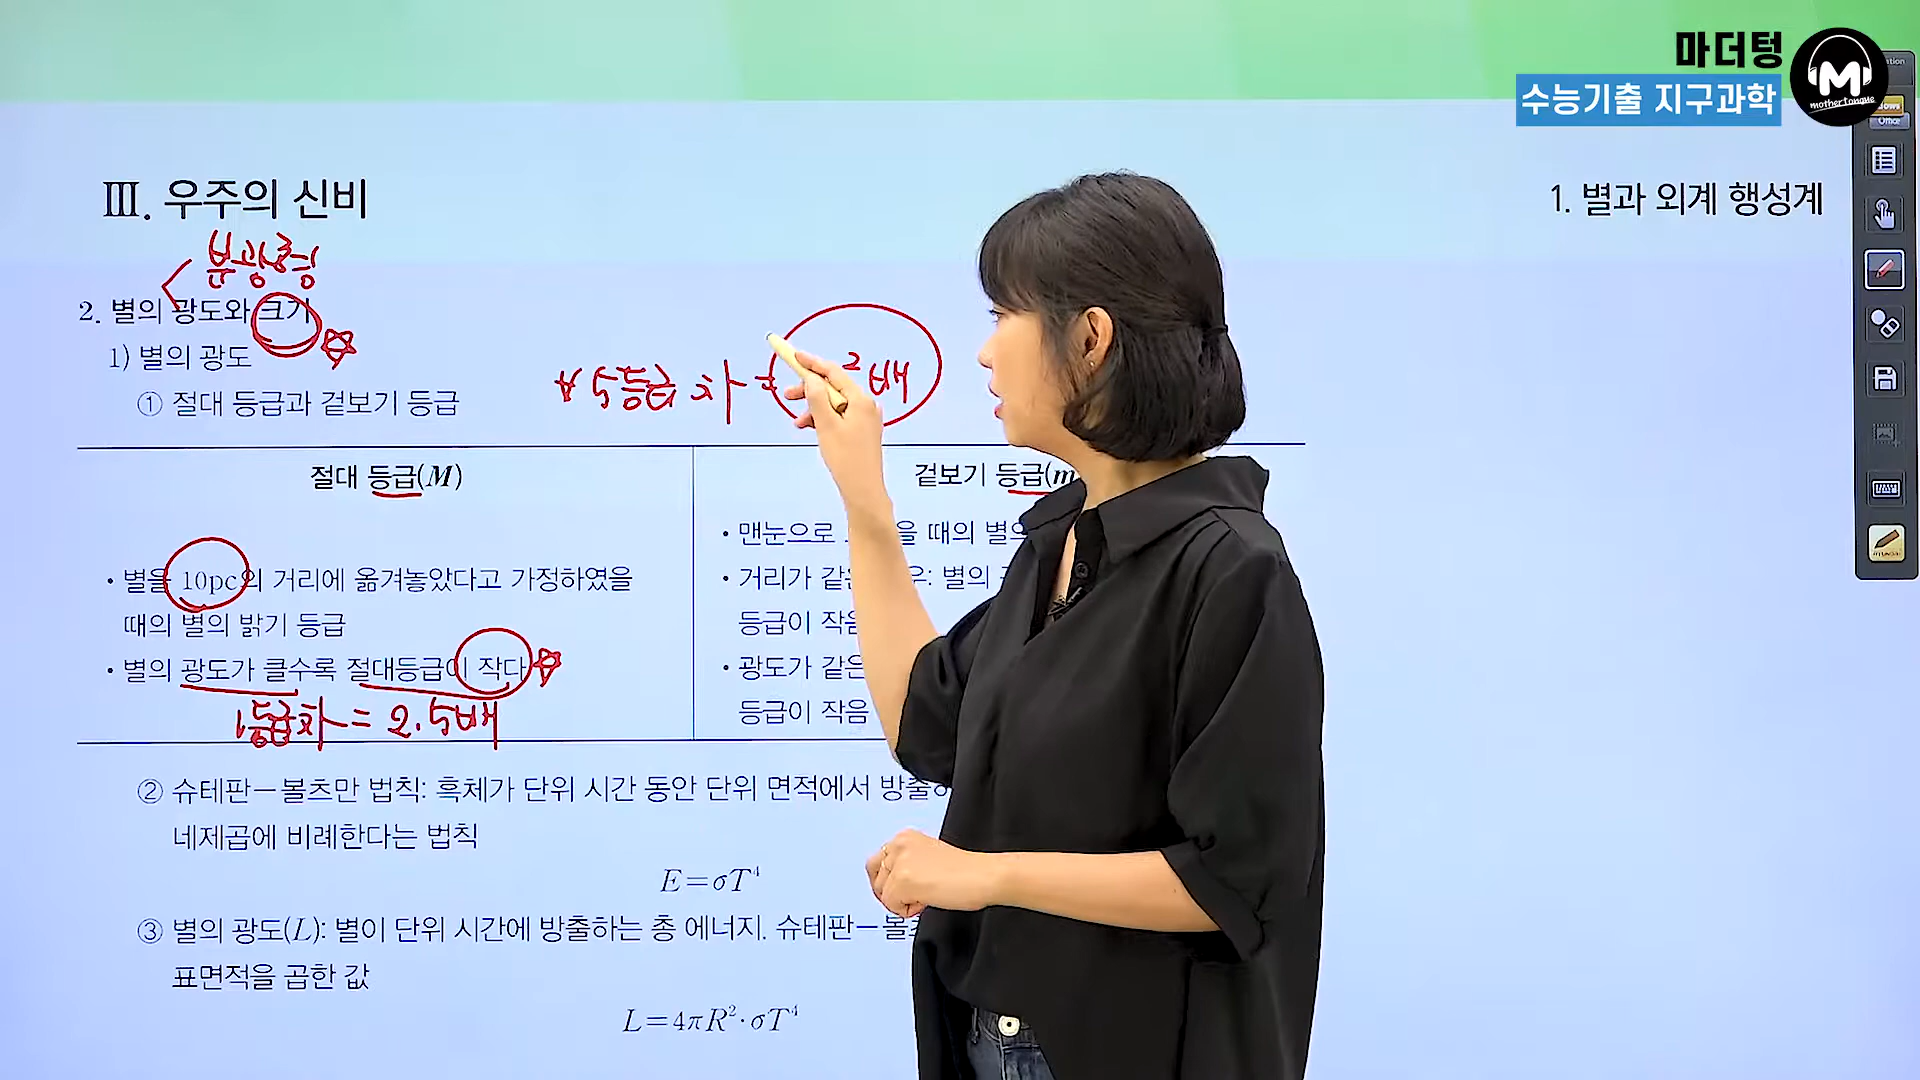 마더텅
수능기출 지구과학
M
mother tongue
Office
Ⅲ. 우주의 신비
1. 별과 외계 행성계
분광형
2. 별의 광도와 크기
1) 별의 광도
① 절대 등급과 겉보기 등급
5등급 차 = 2배
절대 등급(M)
겉보기 등급(m
• 별을 10pc의 거리에 옮겨놓았다고 가정하였을
때의 별의 밝기 등급
• 별의 광도가 클수록 절대등급이 작다
1등급차 = 2.5배
• 맨눈으로 때의 별의
• 거리가 같은 우: 별의
등급이 작음
• 광도가 같은
등급이 작음
② 슈테판−볼츠만 법칙: 흑체가 단위 시간 동안 단위 면적에서 방출하
네제곱에 비례한다는 법칙
E=σT⁴
③ 별의 광도(L): 별이 단위 시간에 방출하는 총 에너지. 슈테판−볼츠
표면적을 곱한 값
L=4πR²·σT⁴